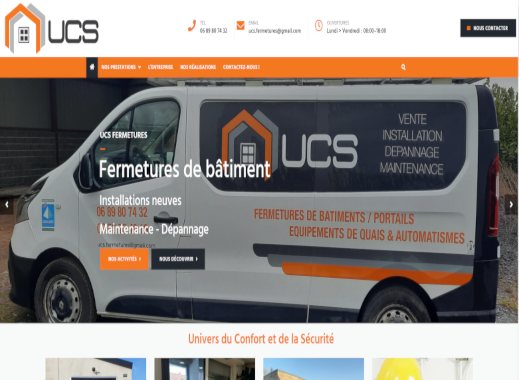 UCS
TEL
06 89 80 74 32
EMAIL
ucs.fermetures@gmail.com
OUVERTURES
Lundi > Vendredi : 08:00-18:00
NOUS CONTACTER
NOS PRESTATIONS
L'ENTREPRISE
NOS RÉALISATIONS
CONTACTEZ-NOUS !
UCS
VENTE
INSTALLATION
DEPANNAGE
MAINTENANCE
UCS FERMETURES
Fermetures de bâtiment
Installations neuves
06 89 80 74 32
Maintenance - Dépannage
ucs.fermetures@gmail.com
FERMETURES DE BATIMENTS / PORTAILS
EQUIPEMENTS DE QUAIS & AUTOMATISMES
NOS ACTIVITÉS >
NOUS DÉCOUVRIR >
Univers du Confort et de la Sécurité